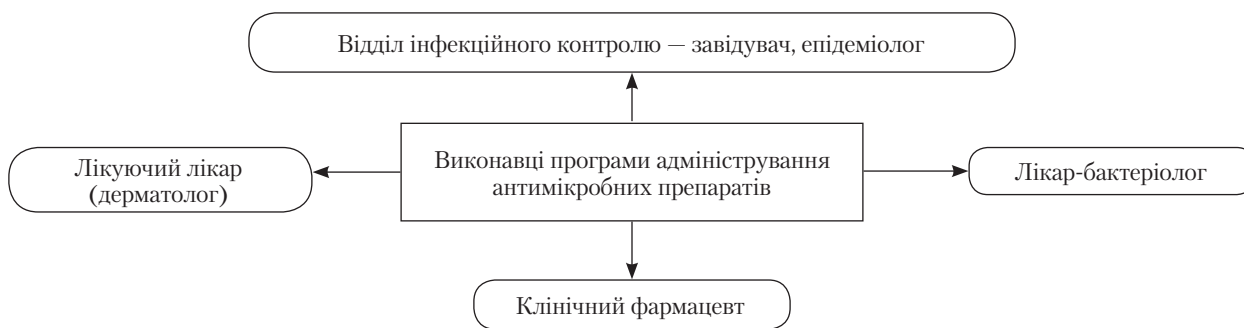 Відділ інфекційного контролю — завідувач, епідеміолог
Лікуючий лікар
(дерматолог)
Виконавці програми адміністрування
антимікробних препаратів
Лікар-бактеріолог
Клінічний фармацевт